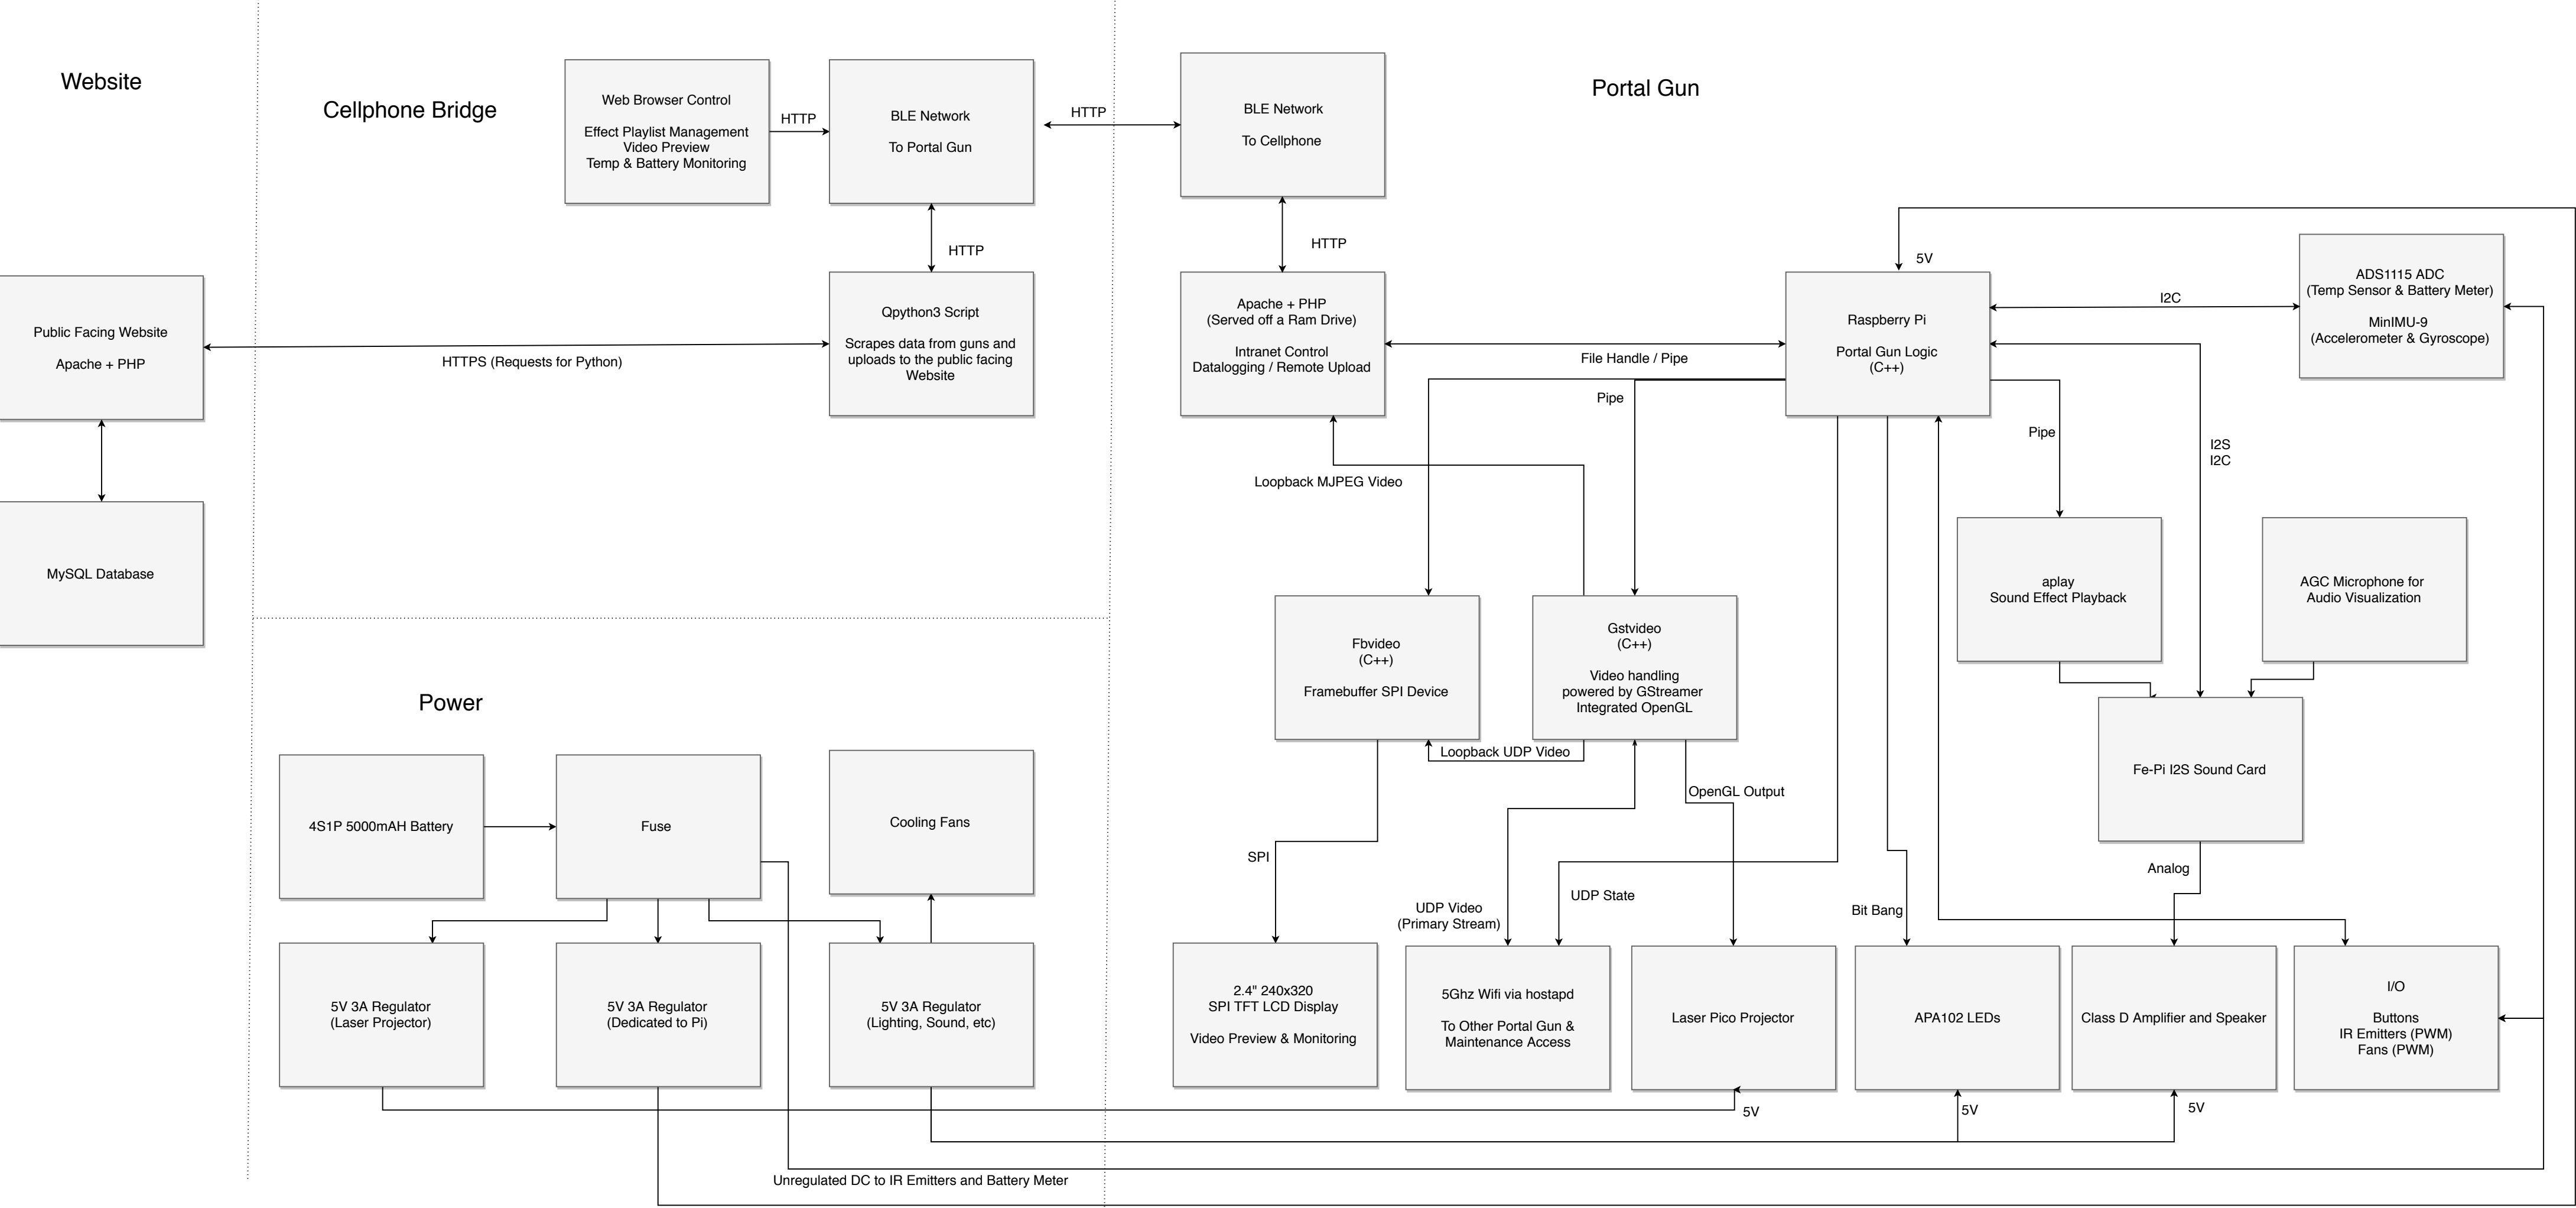 Website
Cellphone Bridge
Portal Gun
Web Browser Control
Effect Playlist Management
Video Preview
Temp & Battery Monitoring
HTTP
BLE Network
To Portal Gun
HTTP
BLE Network
To Cellphone
HTTP
HTTP
Public Facing Website
Apache + PHP
HTTPS (Requests for Python)
Qpython3 Script
Scrapes data from guns and
uploads to the public facing
Website
Apache + PHP
(Served off a Ram Drive)
Intranet Control
Datalogging / Remote Upload
File Handle / Pipe
5V
Raspberry Pi
Portal Gun Logic
(C++)
I2C
ADS1115 ADC
(Temp Sensor & Battery Meter)
MinIMU-9
(Accelerometer & Gyroscope)
Pipe
Pipe
I2S
I2C
Loopback MJPEG Video
MySQL Database
aplay
Sound Effect Playback
AGC Microphone for
Audio Visualization
Fbvideo
(C++)
Framebuffer SPI Device
Gstvideo
(C++)
Video handling
powered by GStreamer
Integrated OpenGL
Loopback UDP Video
OpenGL Output
Fe-Pi I2S Sound Card
Power
4S1P 5000mAH Battery
Fuse
Cooling Fans
SPI
UDP Video
(Primary Stream)
UDP State
Bit Bang
Analog
5V 3A Regulator
(Laser Projector)
5V 3A Regulator
(Dedicated to Pi)
5V 3A Regulator
(Lighting, Sound, etc)
2.4" 240x320
SPI TFT LCD Display
Video Preview & Monitoring
5Ghz Wifi via hostapd
To Other Portal Gun &
Maintenance Access
Laser Pico Projector
APA102 LEDs
Class D Amplifier and Speaker
I/O
Buttons
IR Emitters (PWM)
Fans (PWM)
5V
5V
5V
Unregulated DC to IR Emitters and Battery Meter